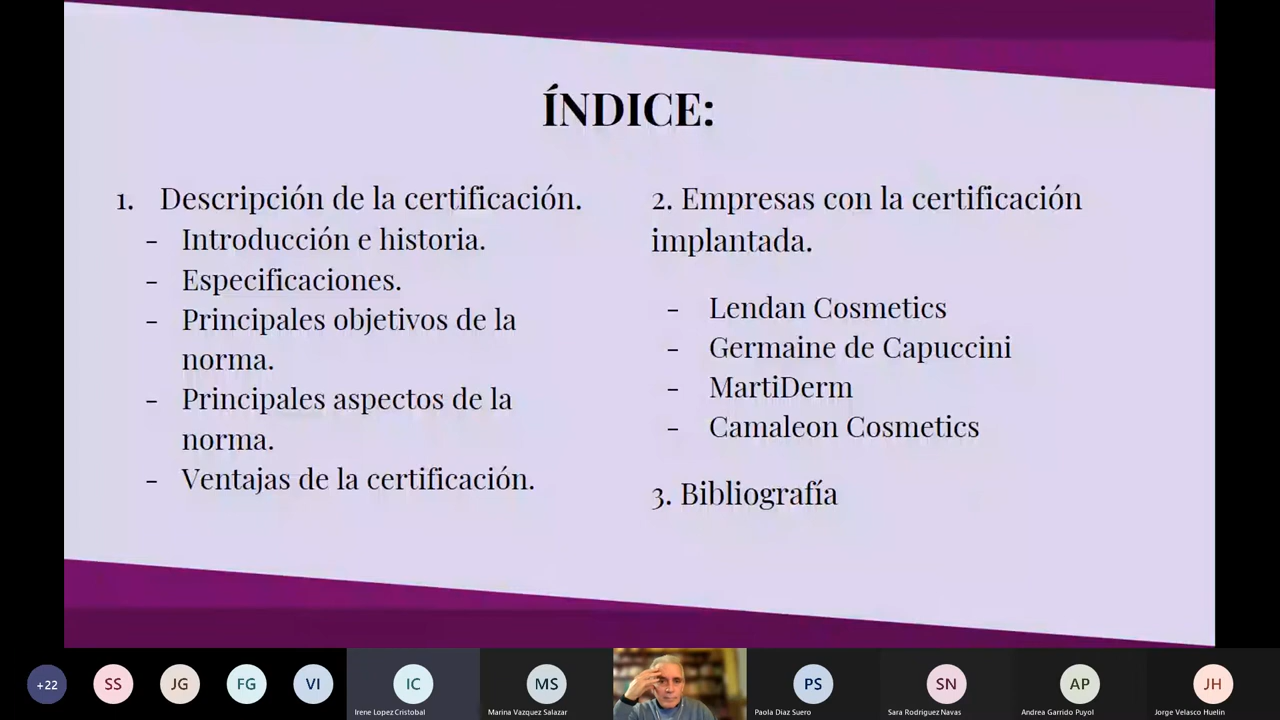 ÍNDICE:
1. Descripción de la certificación.
- Introducción e historia.
- Especificaciones.
- Principales objetivos de la
norma.
- Principales aspectos de la
norma.
- Ventajas de la certificación.
2. Empresas con la certificación
implantada.
- Lendan Cosmetics
- Germaine de Capuccini
- MartiDerm
- Camaleon Cosmetics
3. Bibliografía
+22
SS
JG
FG
VI
IC
Irene Lopez Cristobal
MS
Marina Vazquez Salazar
PS
Paola Diaz Suero
SN
Sara Rodriguez Navas
AP
Andrea Garrido Puyol
JH
Jorge Velasco Huelin